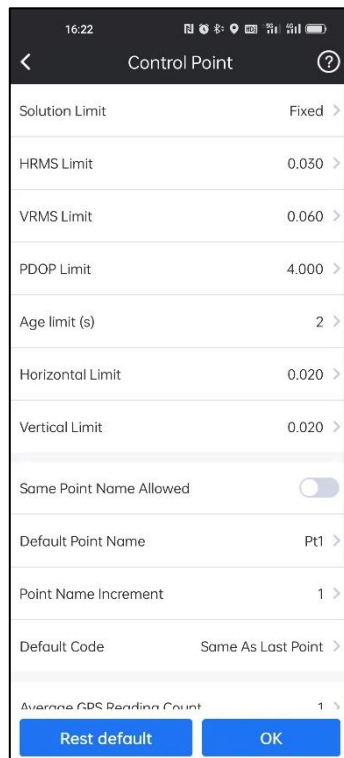 16:22
Control Point
Solution Limit Fixed
HRMS Limit 0.030
VRMS Limit 0.060
PDOP Limit 4.000
Age limit (s) 2
Horizontal Limit 0.020
Vertical Limit 0.020
Same Point Name Allowed
Default Point Name Pt1
Point Name Increment 1
Default Code Same As Last Point
Average GPS Reading Count 1
Rest default OK